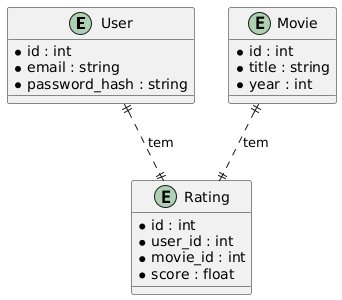 E User
* id : int
* email : string
* password_hash : string
E Movie
* id : int
* title : string
* year : int
tem
tem
E Rating
* id : int
* user_id : int
* movie_id : int
* score : float